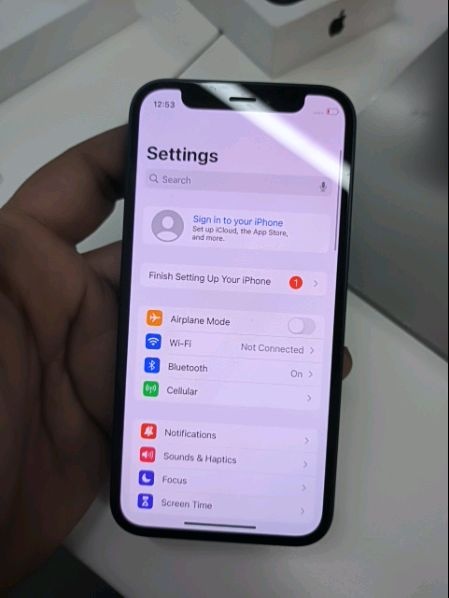 12:53
Settings
Search
Sign in to your iPhone
Set up iCloud, the App Store,
and more.
Finish Setting Up Your iPhone 1
Airplane Mode
Wi-Fi Not Connected
Bluetooth On
Cellular
Notifications
Sounds & Haptics
Focus
Screen Time